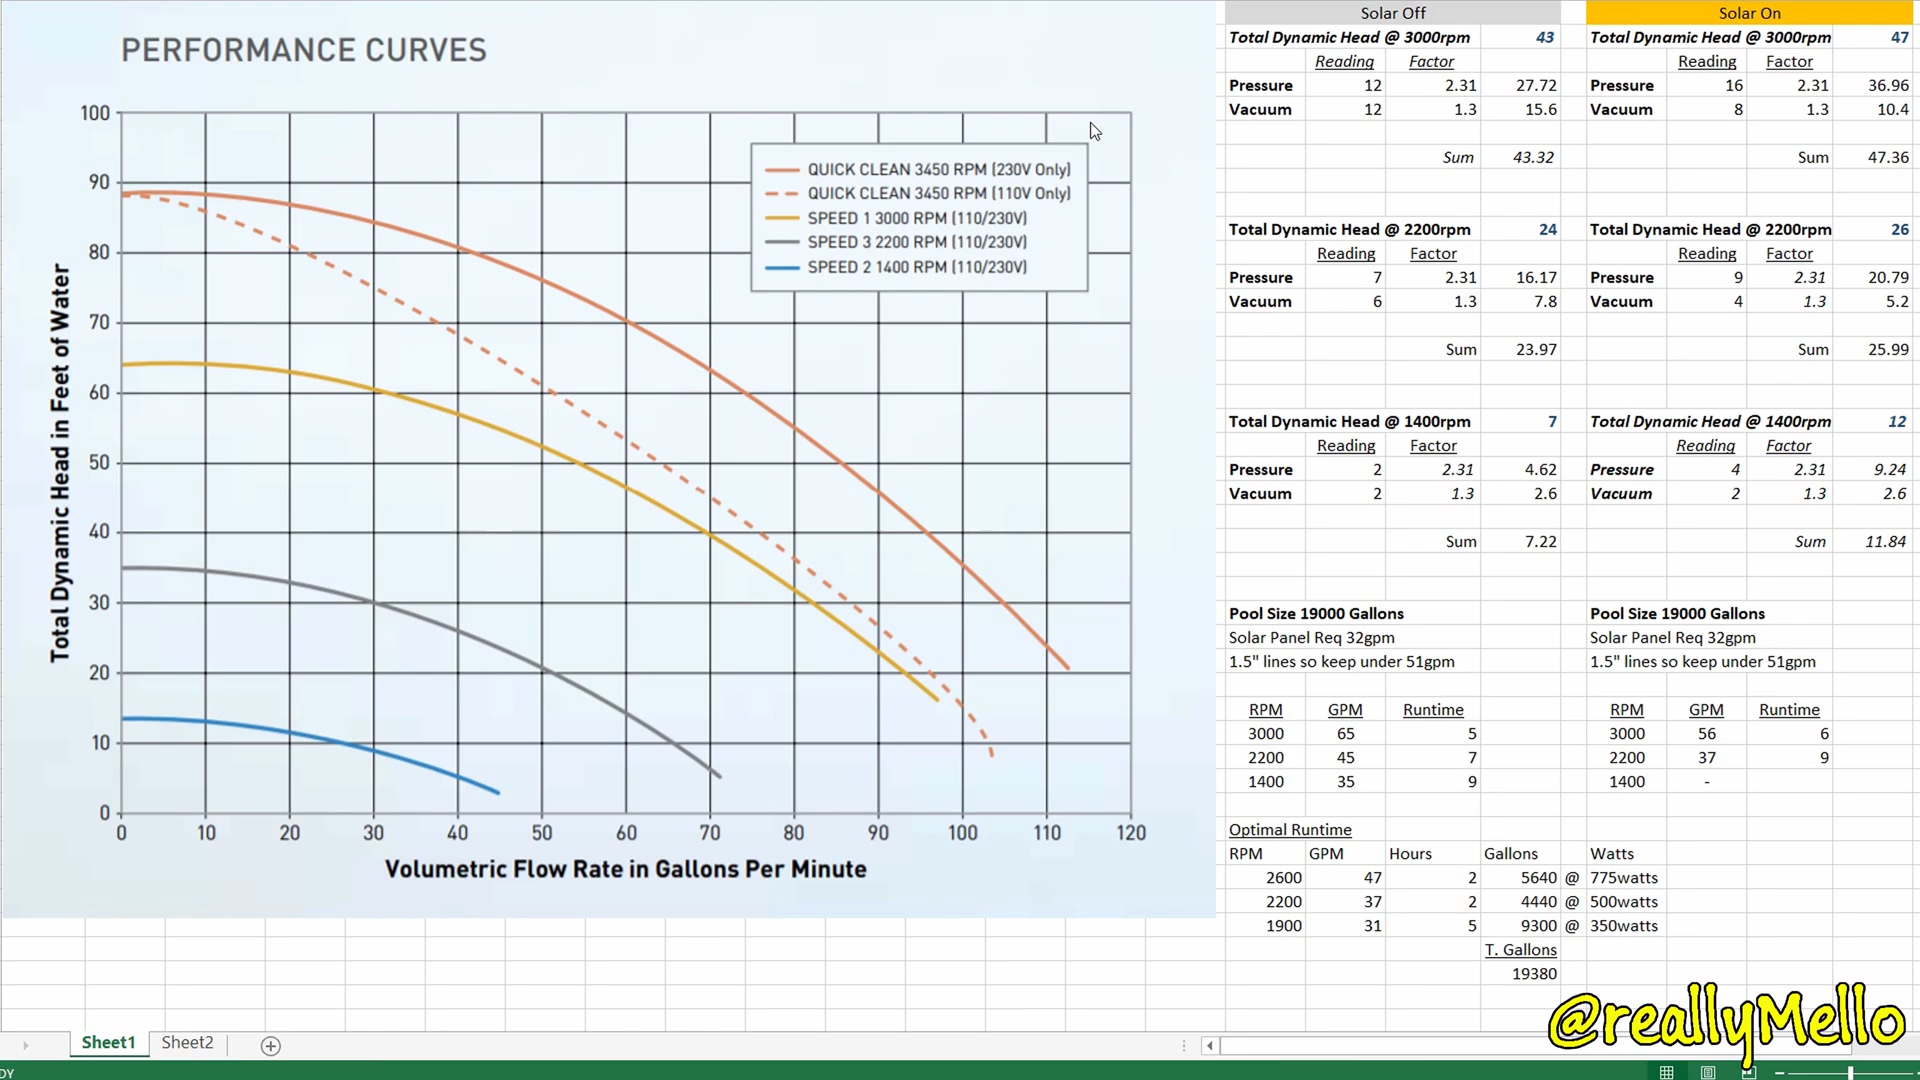 PERFORMANCE CURVES
100
90
80
70
60
50
40
30
20
10
0
Total Dynamic Head in Feet of Water
QUICK CLEAN 3450 RPM (230V Only)
QUICK CLEAN 3450 RPM (110V Only)
SPEED 1 3000 RPM (110/230V)
SPEED 3 2200 RPM (110/230V)
SPEED 2 1400 RPM (110/230V)
0 10 20 30 40 50 60 70 80 90 100 110 120
Volumetric Flow Rate in Gallons Per Minute
Solar Off
Total Dynamic Head @ 3000rpm 43
Reading Factor
Pressure 12 2.31 27.72
Vacuum 12 1.3 15.6
Sum 43.32
Total Dynamic Head @ 2200rpm 24
Reading Factor
Pressure 7 2.31 16.17
Vacuum 6 1.3 7.8
Sum 23.97
Total Dynamic Head @ 1400rpm 7
Reading Factor
Pressure 2 2.31 4.62
Vacuum 2 1.3 2.6
Sum 7.22
Pool Size 19000 Gallons
Solar Panel Req 32gpm
1.5" lines so keep under 51gpm
RPM GPM Runtime
3000 65 5
2200 45 7
1400 35 9
Solar On
Total Dynamic Head @ 3000rpm 47
Reading Factor
Pressure 16 2.31 36.96
Vacuum 8 1.3 10.4
Sum 47.36
Total Dynamic Head @ 2200rpm 26
Reading Factor
Pressure 9 2.31 20.79
Vacuum 4 1.3 5.2
Sum 25.99
Total Dynamic Head @ 1400rpm 12
Reading Factor
Pressure 4 2.31 9.24
Vacuum 2 1.3 2.6
Sum 11.84
Pool Size 19000 Gallons
Solar Panel Req 32gpm
1.5" lines so keep under 51gpm
RPM GPM Runtime
3000 56 6
2200 37 9
1400 -
Optimal Runtime
RPM GPM Hours Gallons Watts
2600 47 2 5640 @ 775watts
2200 37 2 4440 @ 500watts
1900 31 5 9300 @ 350watts
T. Gallons
19380
@reallyMello
Sheet1 Sheet2
DY